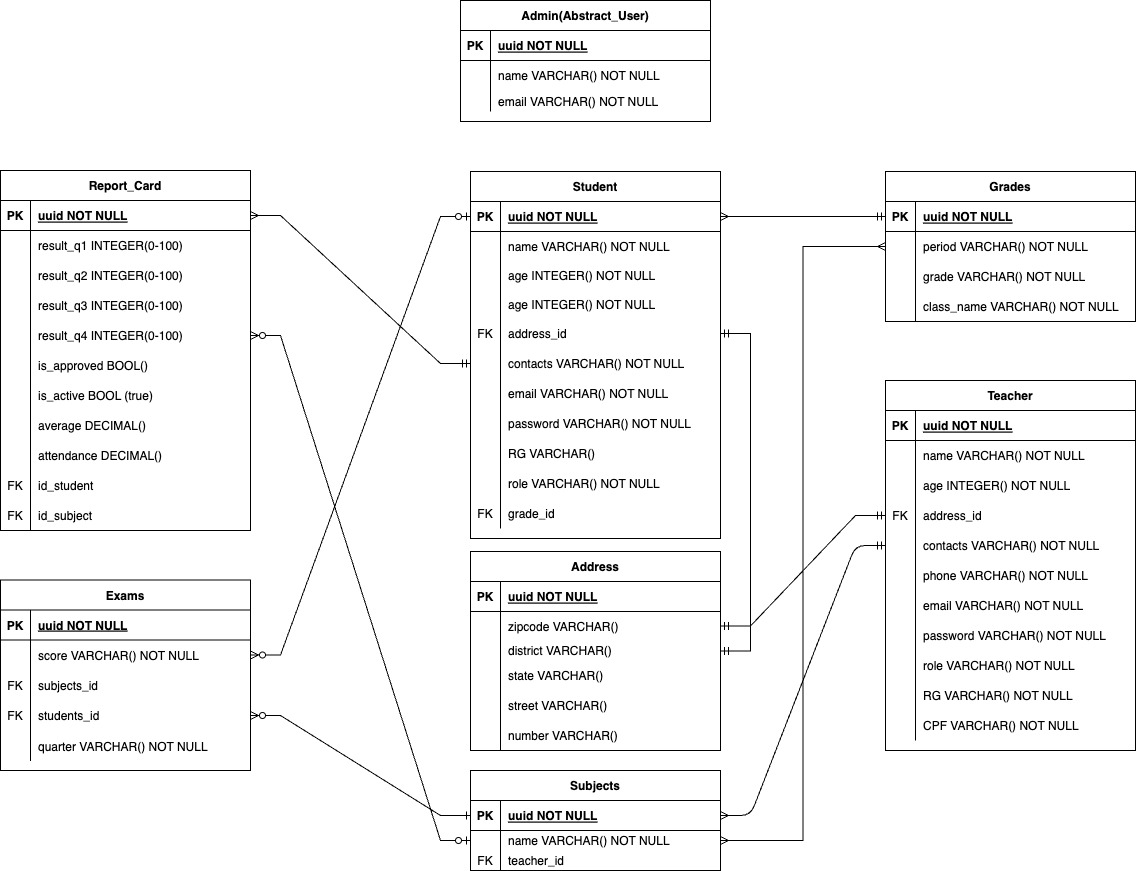 Admin(Abstract_User)
PK uuid NOT NULL
name VARCHAR() NOT NULL
email VARCHAR() NOT NULL
Report_Card
PK uuid NOT NULL
result_q1 INTEGER(0-100)
result_q2 INTEGER(0-100)
result_q3 INTEGER(0-100)
result_q4 INTEGER(0-100)
is_approved BOOL()
is_active BOOL (true)
average DECIMAL()
attendance DECIMAL()
FK id_student
FK id_subject
Student
PK uuid NOT NULL
name VARCHAR() NOT NULL
age INTEGER() NOT NULL
age INTEGER() NOT NULL
FK address_id
contacts VARCHAR() NOT NULL
email VARCHAR() NOT NULL
password VARCHAR() NOT NULL
RG VARCHAR()
role VARCHAR() NOT NULL
FK grade_id
Grades
PK uuid NOT NULL
period VARCHAR() NOT NULL
grade VARCHAR() NOT NULL
class_name VARCHAR() NOT NULL
Teacher
PK uuid NOT NULL
name VARCHAR() NOT NULL
age INTEGER() NOT NULL
FK address_id
contacts VARCHAR() NOT NULL
phone VARCHAR() NOT NULL
email VARCHAR() NOT NULL
password VARCHAR() NOT NULL
role VARCHAR() NOT NULL
RG VARCHAR() NOT NULL
CPF VARCHAR() NOT NULL
Exams
PK uuid NOT NULL
score VARCHAR() NOT NULL
FK subjects_id
FK students_id
quarter VARCHAR() NOT NULL
Address
PK uuid NOT NULL
zipcode VARCHAR()
district VARCHAR()
state VARCHAR()
street VARCHAR()
number VARCHAR()
Subjects
PK uuid NOT NULL
name VARCHAR() NOT NULL
FK teacher_id